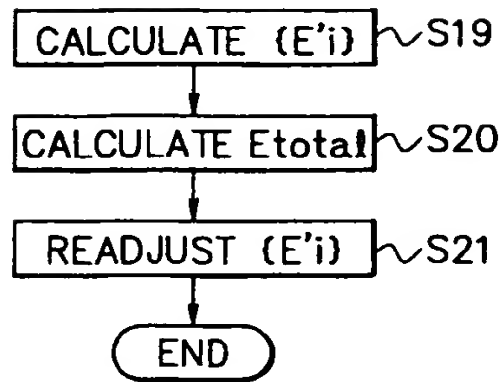 CALCULATE {E'i} S19
CALCULATE Etotal S20
READJUST {E'i} S21
END